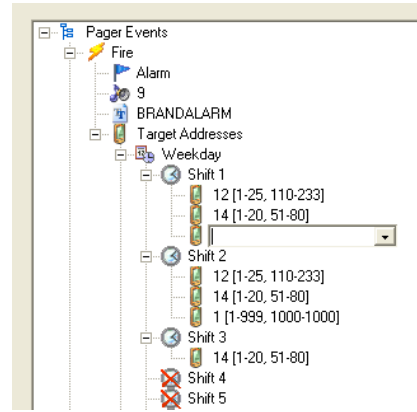 Pager Events
Fire
Alarm
9
BRANDALARM
Target Addresses
Weekday
Shift 1
12 [1-25, 110-233]
14 [1-20, 51-80]
Shift 2
12 [1-25, 110-233]
14 [1-20, 51-80]
1 [1-999, 1000-1000]
Shift 3
14 [1-20, 51-80]
Shift 4
Shift 5